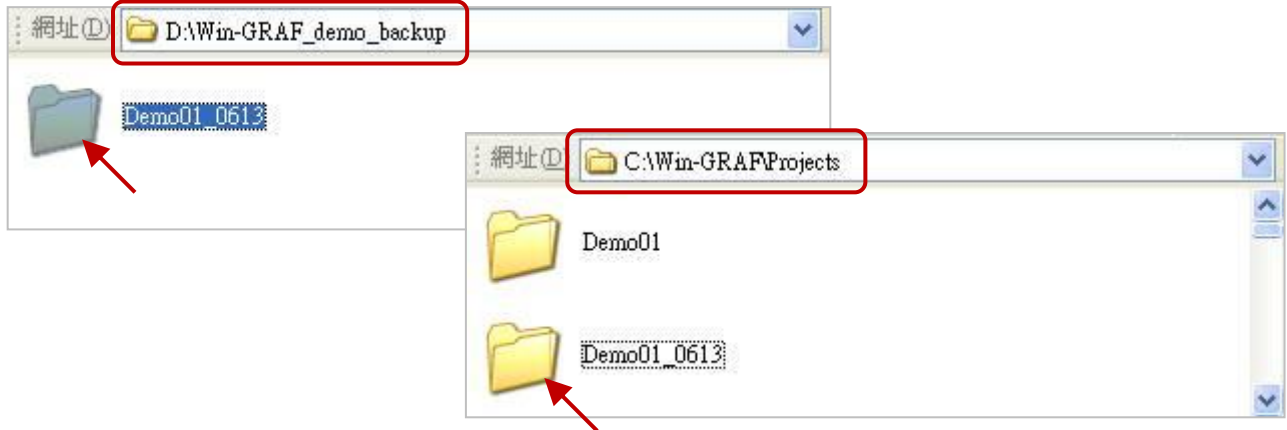 網址(D) D:\Win-GRAF_demo_backup
Demo01_0613
網址(D) C:\Win-GRAF\Projects
Demo01
Demo01_0613